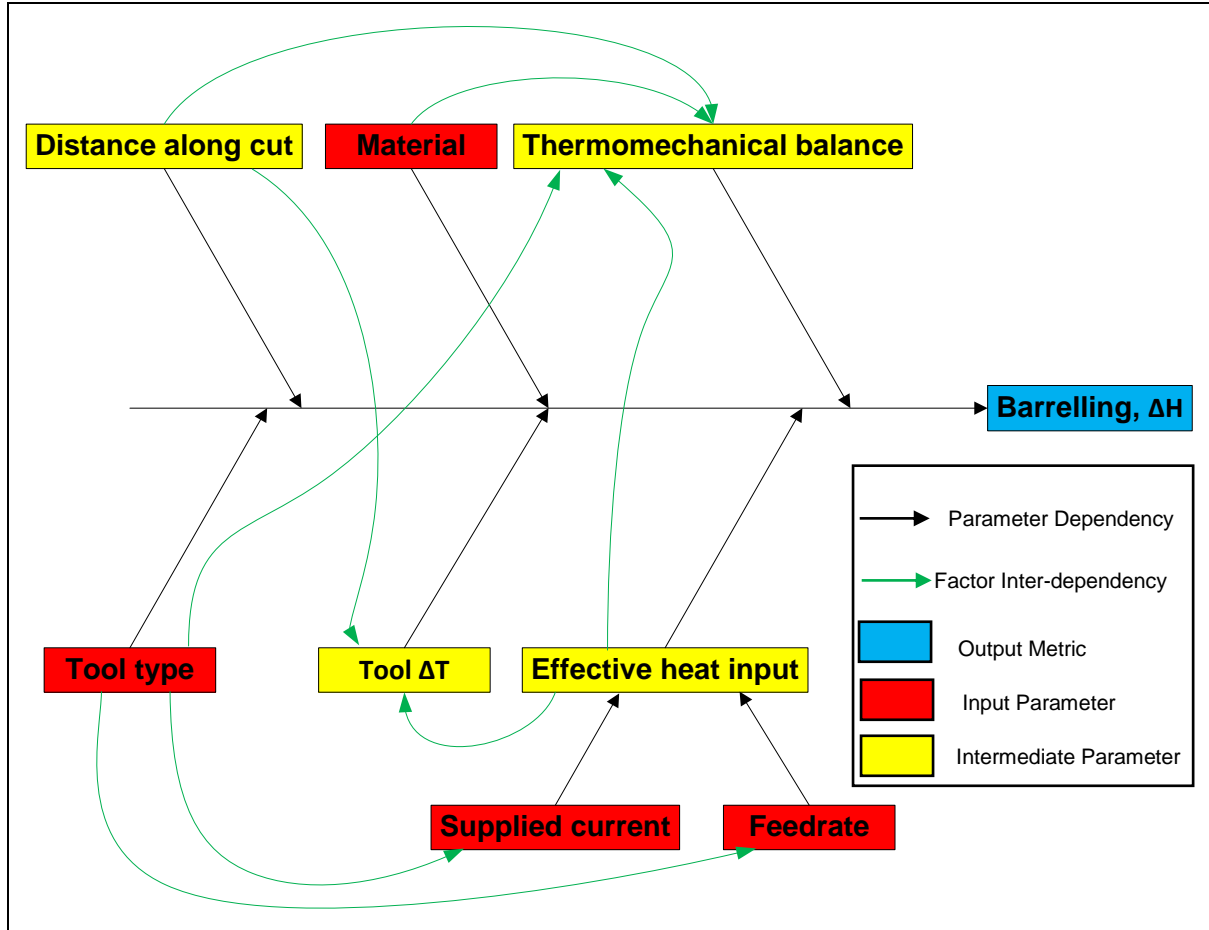 Distance along cut
Material
Thermomechanical balance
Barrelling, ΔH
Parameter Dependency
Factor Inter-dependency
Output Metric
Input Parameter
Intermediate Parameter
Tool type
Tool ΔT
Effective heat input
Supplied current
Feedrate